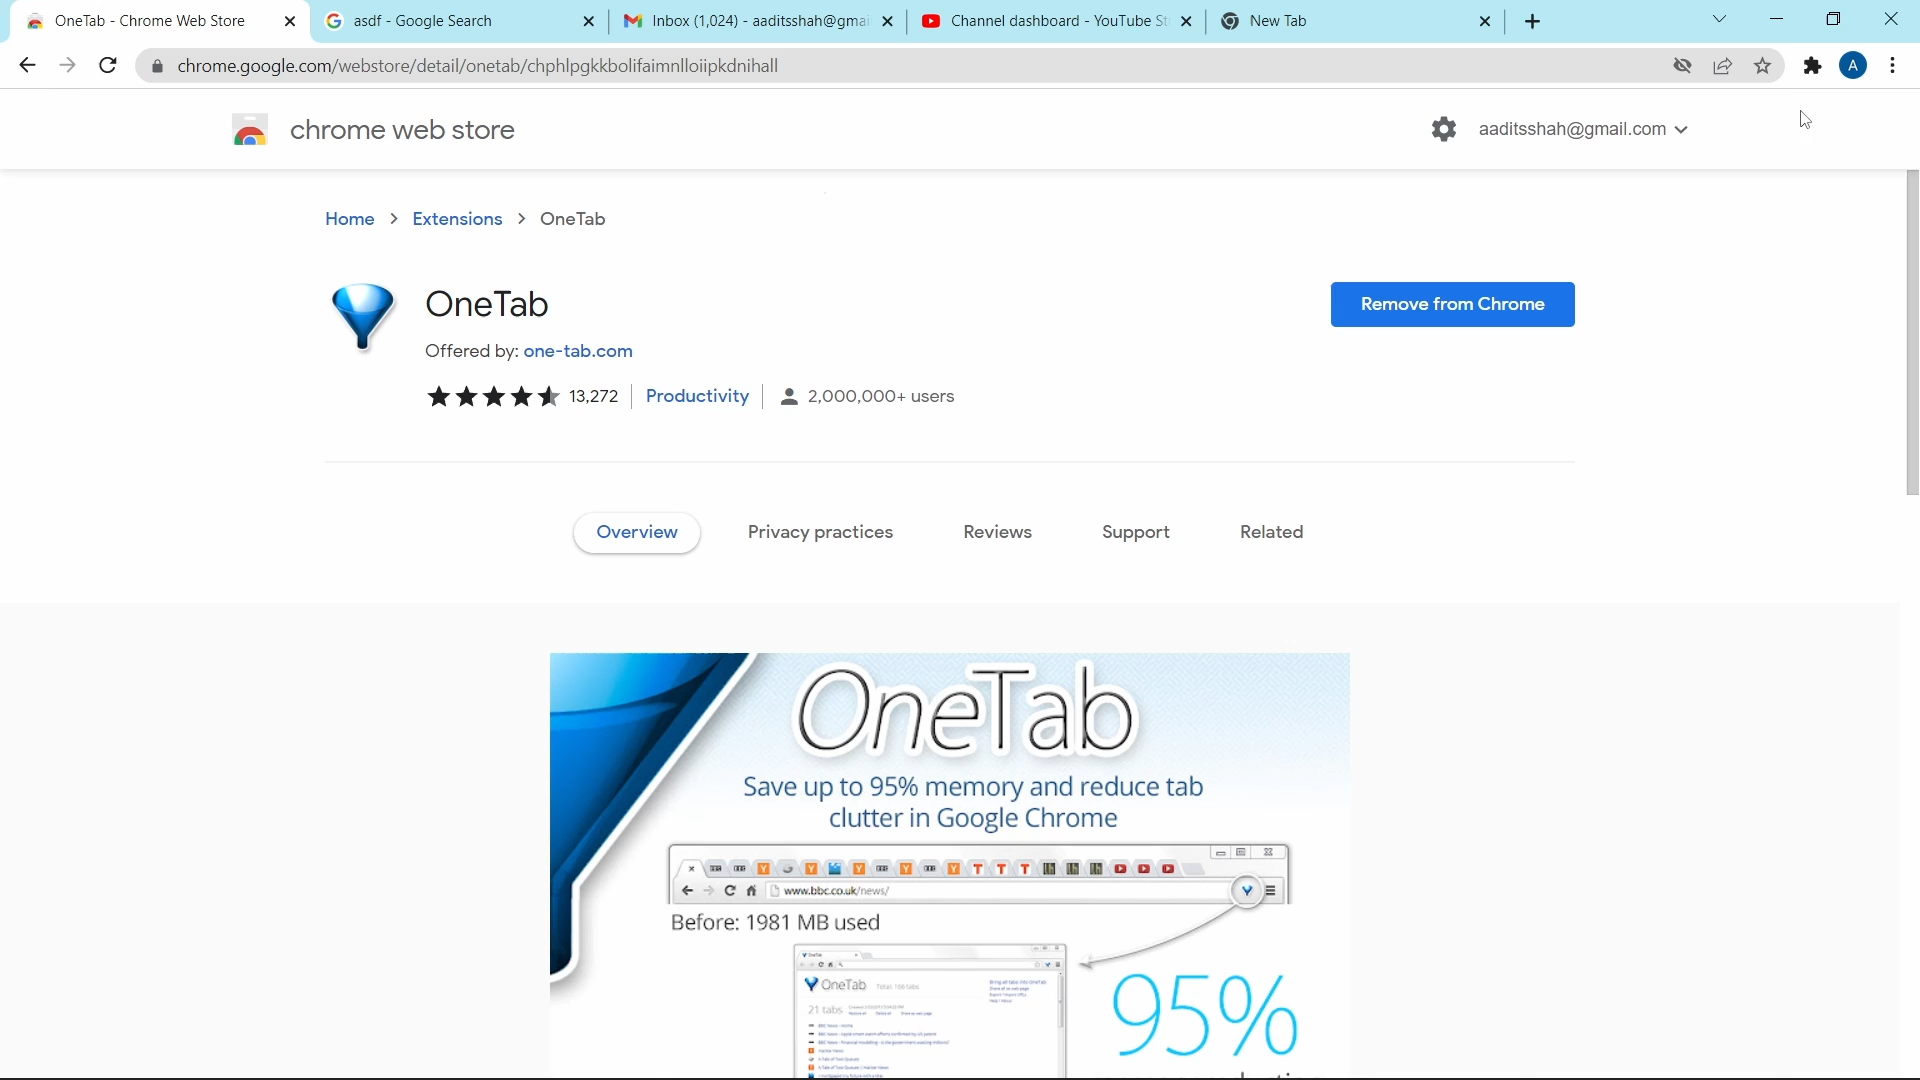 OneTab - Chrome Web Store
asdf - Google Search
Inbox (1,024) - aaditsshah@gmai
Channel dashboard - YouTube St
New Tab
chrome.google.com/webstore/detail/onetab/chphlpgkkbolifaimnlloiipkdnihall
A
chrome web store
aaditsshah@gmail.com
Home > Extensions > OneTab
OneTab
Remove from Chrome
Offered by: one-tab.com
13,272
Productivity
2,000,000+ users
Overview
Privacy practices
Reviews
Support
Related
OneTab
Save up to 95% memory and reduce tab
clutter in Google Chrome
www.bbc.co.uk/news/
Before: 1981 MB used
OneTab
Total: 166 tabs
21 tabs
95%